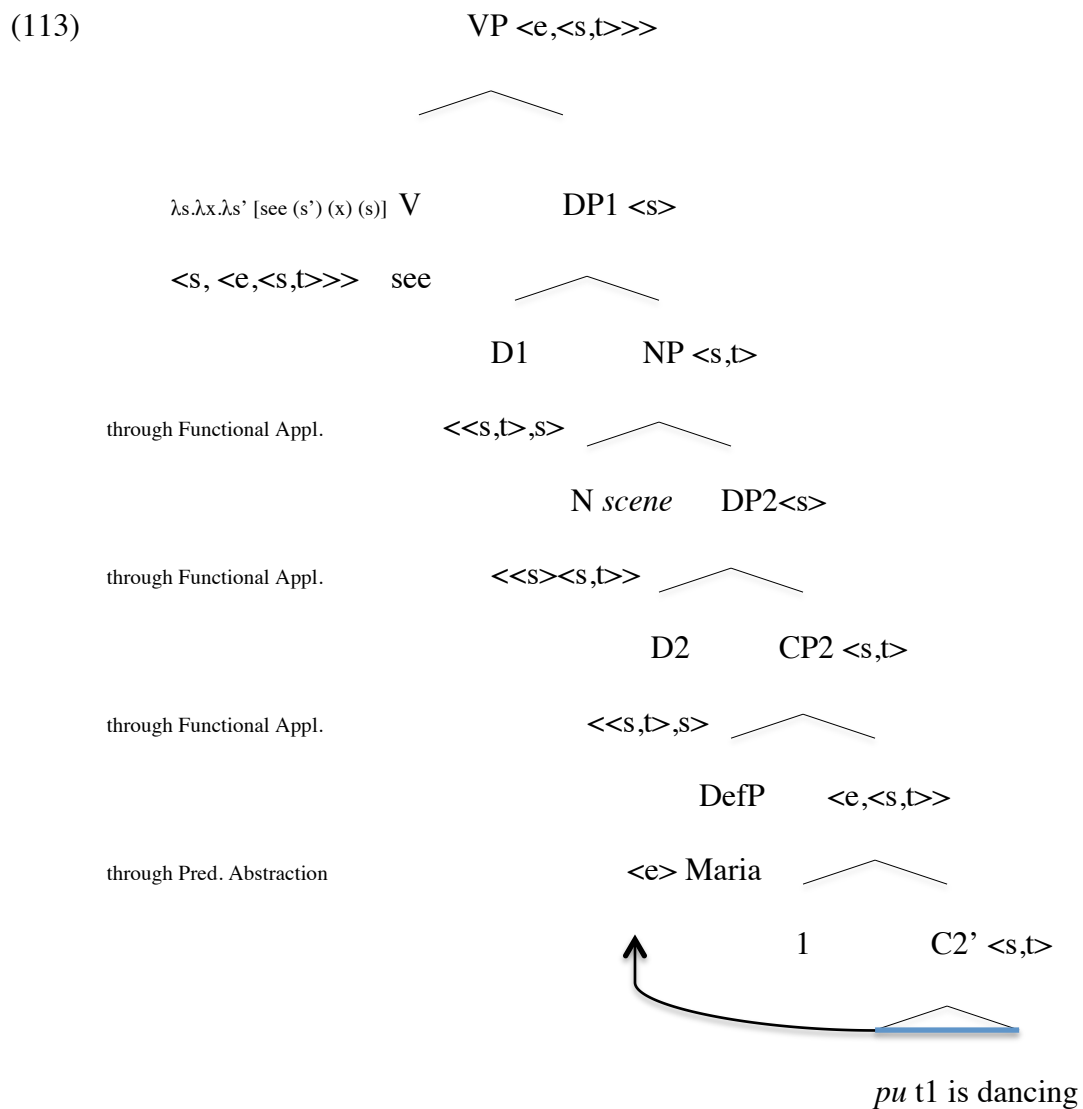 (113) VP <e,<s,t>>>
λs.λx.λs’ [see (s’) (x) (s)] V DP1 <s>
<s, <e,<s,t>>> see
D1 NP <s,t>
through Functional Appl. <<s,t>,s>
N scene DP2<s>
through Functional Appl. <<s><s,t>>
D2 CP2 <s,t>
through Functional Appl. <<s,t>,s>
DefP <e,<s,t>>
through Pred. Abstraction <e> Maria
1 C2’ <s,t>
pu t1 is dancing